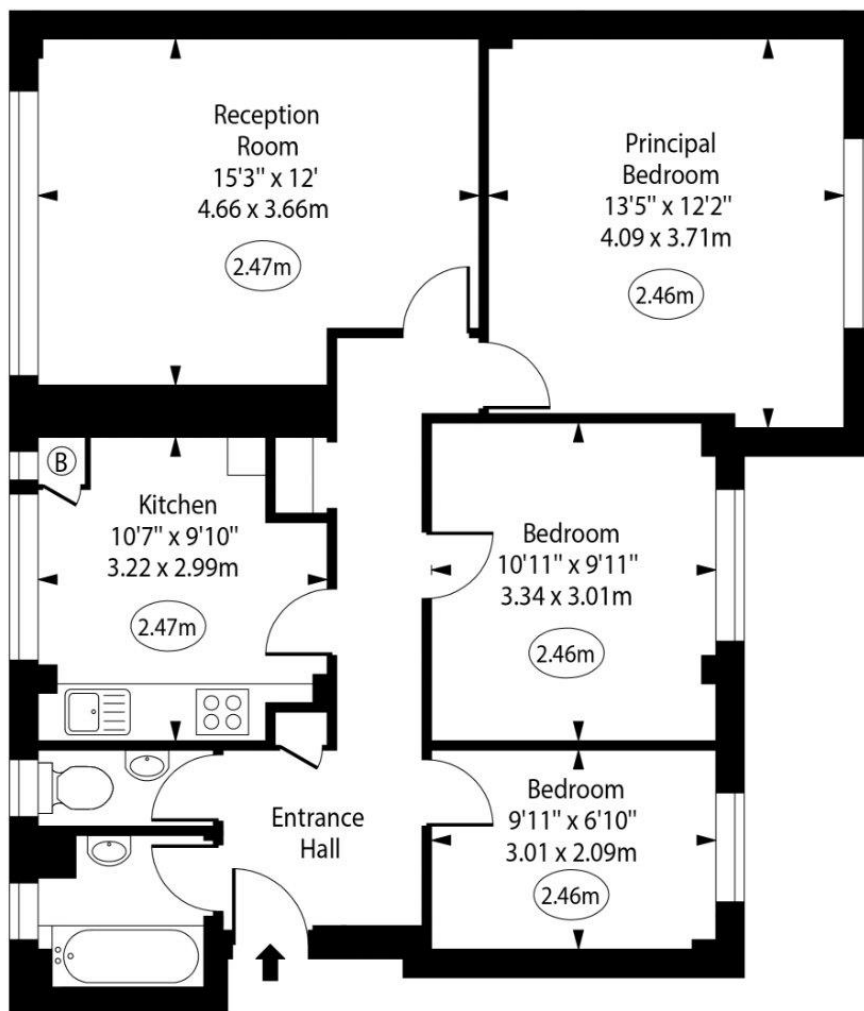 Reception
Room
15'3" x 12'
4.66 x 3.66m
2.47m
Principal
Bedroom
13'5" x 12'2"
4.09 x 3.71m
2.46m
B
Kitchen
10'7" x 9'10"
3.22 x 2.99m
2.47m
Bedroom
10'11" x 9'11"
3.34 x 3.01m
2.46m
Entrance
Hall
Bedroom
9'11" x 6'10"
3.01 x 2.09m
2.46m